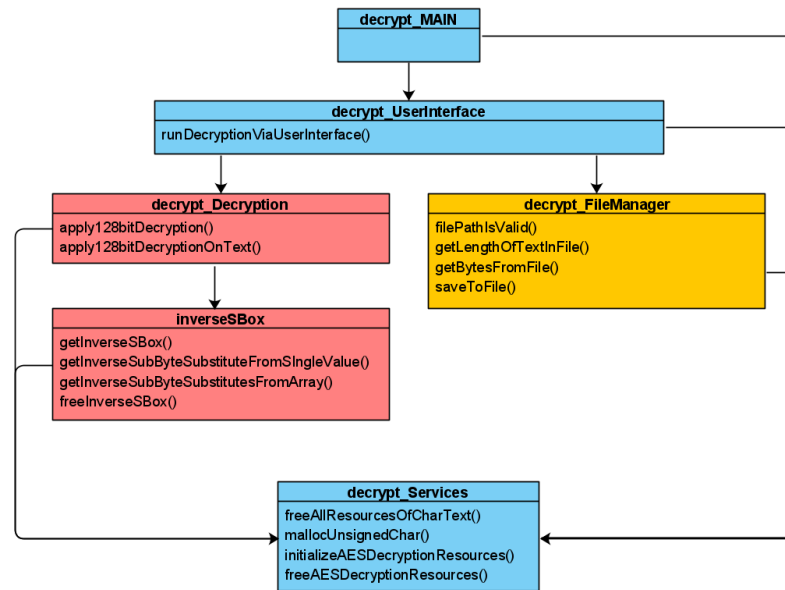 decrypt_MAIN
decrypt_UserInterface
runDecryptionViaUserInterface()
decrypt_Decryption
apply128bitDecryption()
apply128bitDecryptionOnText()
decrypt_FileManager
filePathIsValid()
getLengthOfTextInFile()
getBytesFromFile()
saveToFile()
inverseSBox
getInverseSBox()
getInverseSubByteSubstituteFromSIngleValue()
getInverseSubByteSubstitutesFromArray()
freeInverseSBox()
decrypt_Services
freeAllResourcesOfCharText()
mallocUnsignedChar()
initializeAESDecryptionResources()
freeAESDecryptionResources()